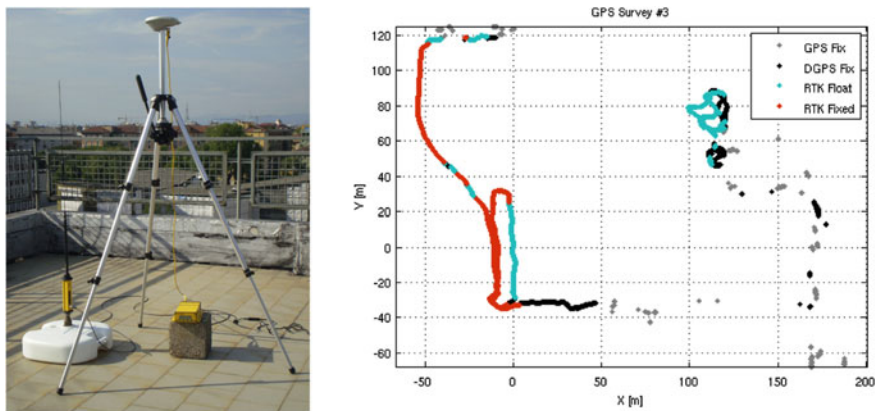 GPS Survey #3
GPS Fix
DGPS Fix
RTK Float
RTK Fixed
120
100
80
60
40
20
0
-20
-40
-60
Y [m]
-50
0
50
100
150
200
X [m]